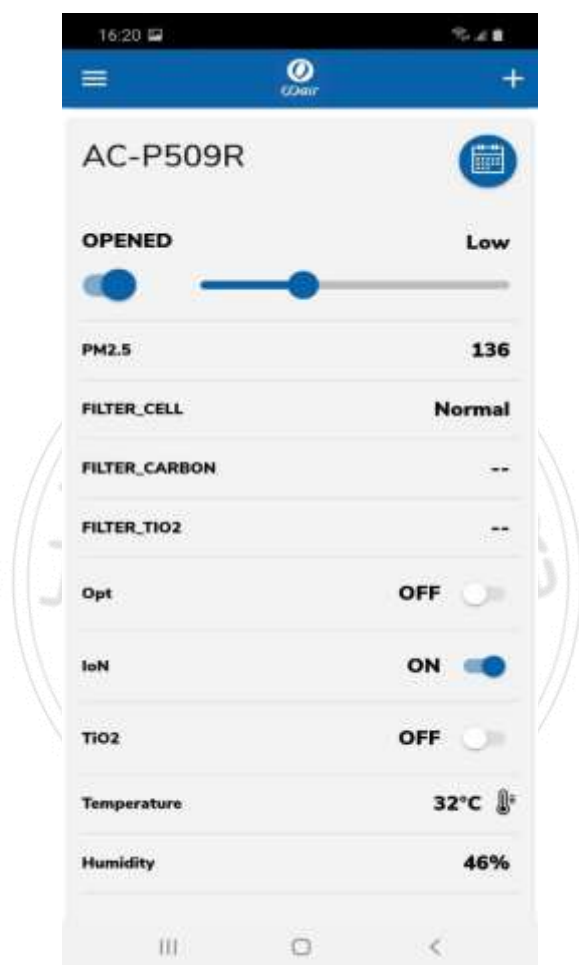 16:20
AC-P509R
OPENED Low
PM2.5 136
FILTER_CELL Normal
FILTER_CARBON --
FILTER_TIO2 --
Opt OFF
IoN ON
TiO2 OFF
Temperature 32°C
Humidity 46%